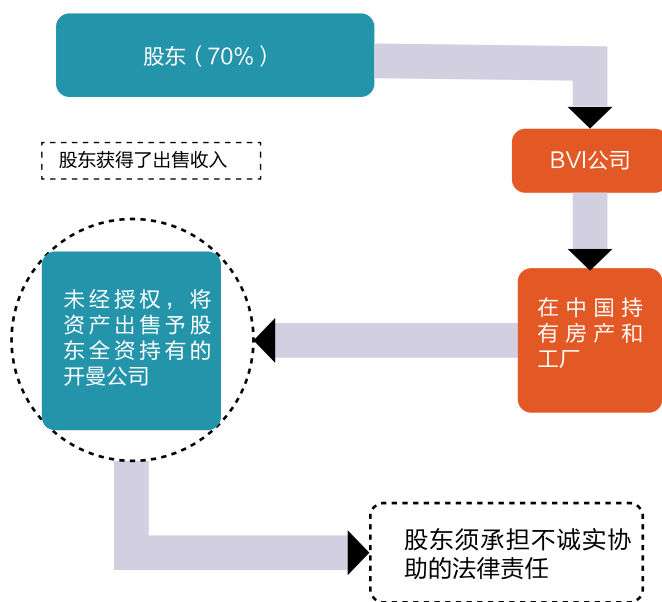 股东（70%）
BVI公司
股东获得了出售收入
未经授权，将
资产出售予股
东全资持有的
开曼公司
在中国持
有房产和
工厂
股东须承担不诚实协
助的法律责任